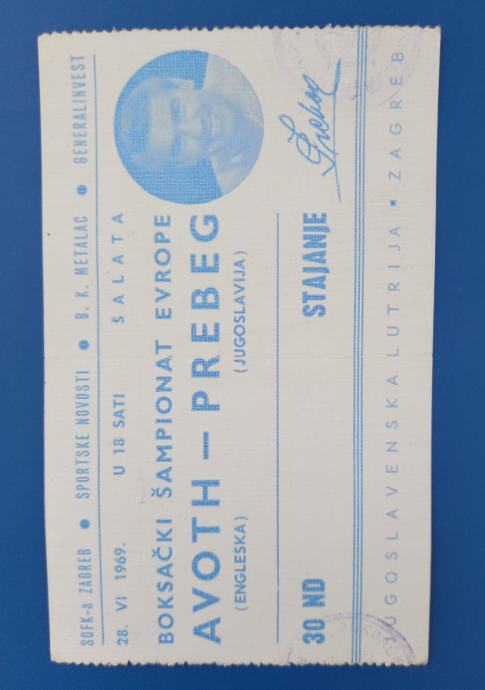 SOFK-a ZAGREB ● SPORTSKE NOVOSTI ● B. K. METALAC ● GENERALINVEST
28. VI 1969. U 18 SATI ŠALATA
BOKSAČKI ŠAMPIONAT EVROPE
AVOTH — PREBEG
(ENGLESKA) (JUGOSLAVIJA)
30 ND STAJANJE
JUGOSLAVENSKA LUTRIJA ▪ ZAGREB